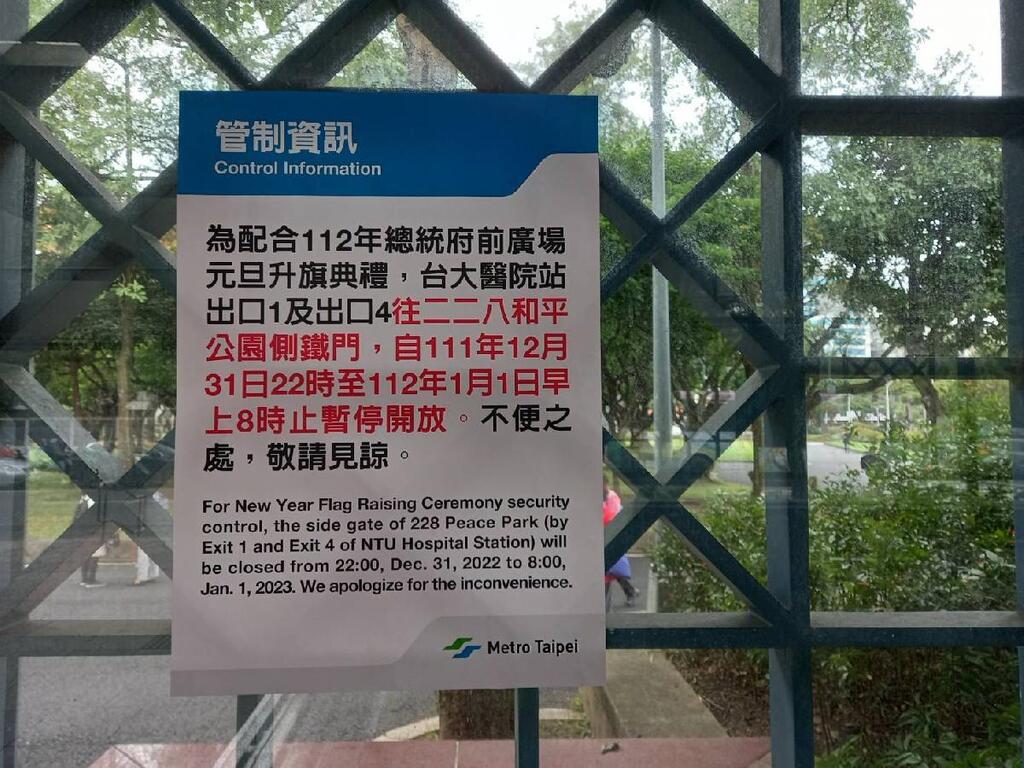 管制資訊
Control Information
為配合112年總統府前廣場
元旦升旗典禮，台大醫院站
出口1及出口4往二二八和平
公園側鐵門，自111年12月
31日22時至112年1月1日早
上8時止暫停開放。不便之
處，敬請見諒。
For New Year Flag Raising Ceremony security
control, the side gate of 228 Peace Park (by
Exit 1 and Exit 4 of NTU Hospital Station) will
be closed from 22:00, Dec. 31, 2022 to 8:00,
Jan. 1, 2023. We apologize for the inconvenience.
Metro Taipei